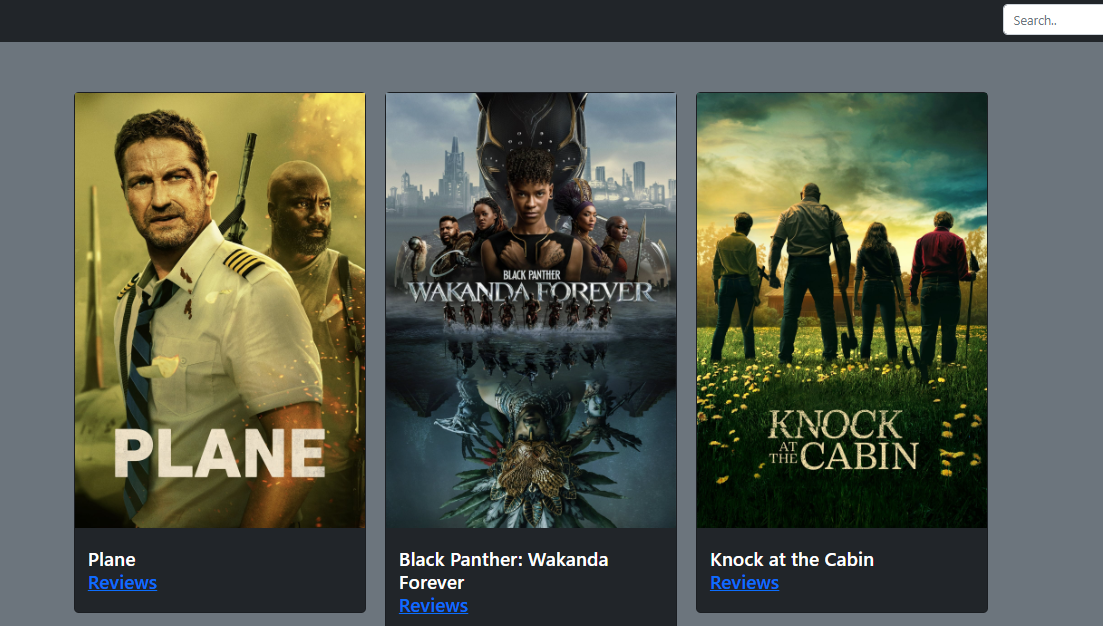 Search..
PLANE
BLACK PANTHER
WAKANDA FOREVER
KNOCK
AT
THE CABIN
Plane
Reviews
Black Panther: Wakanda
Forever
Reviews
Knock at the Cabin
Reviews